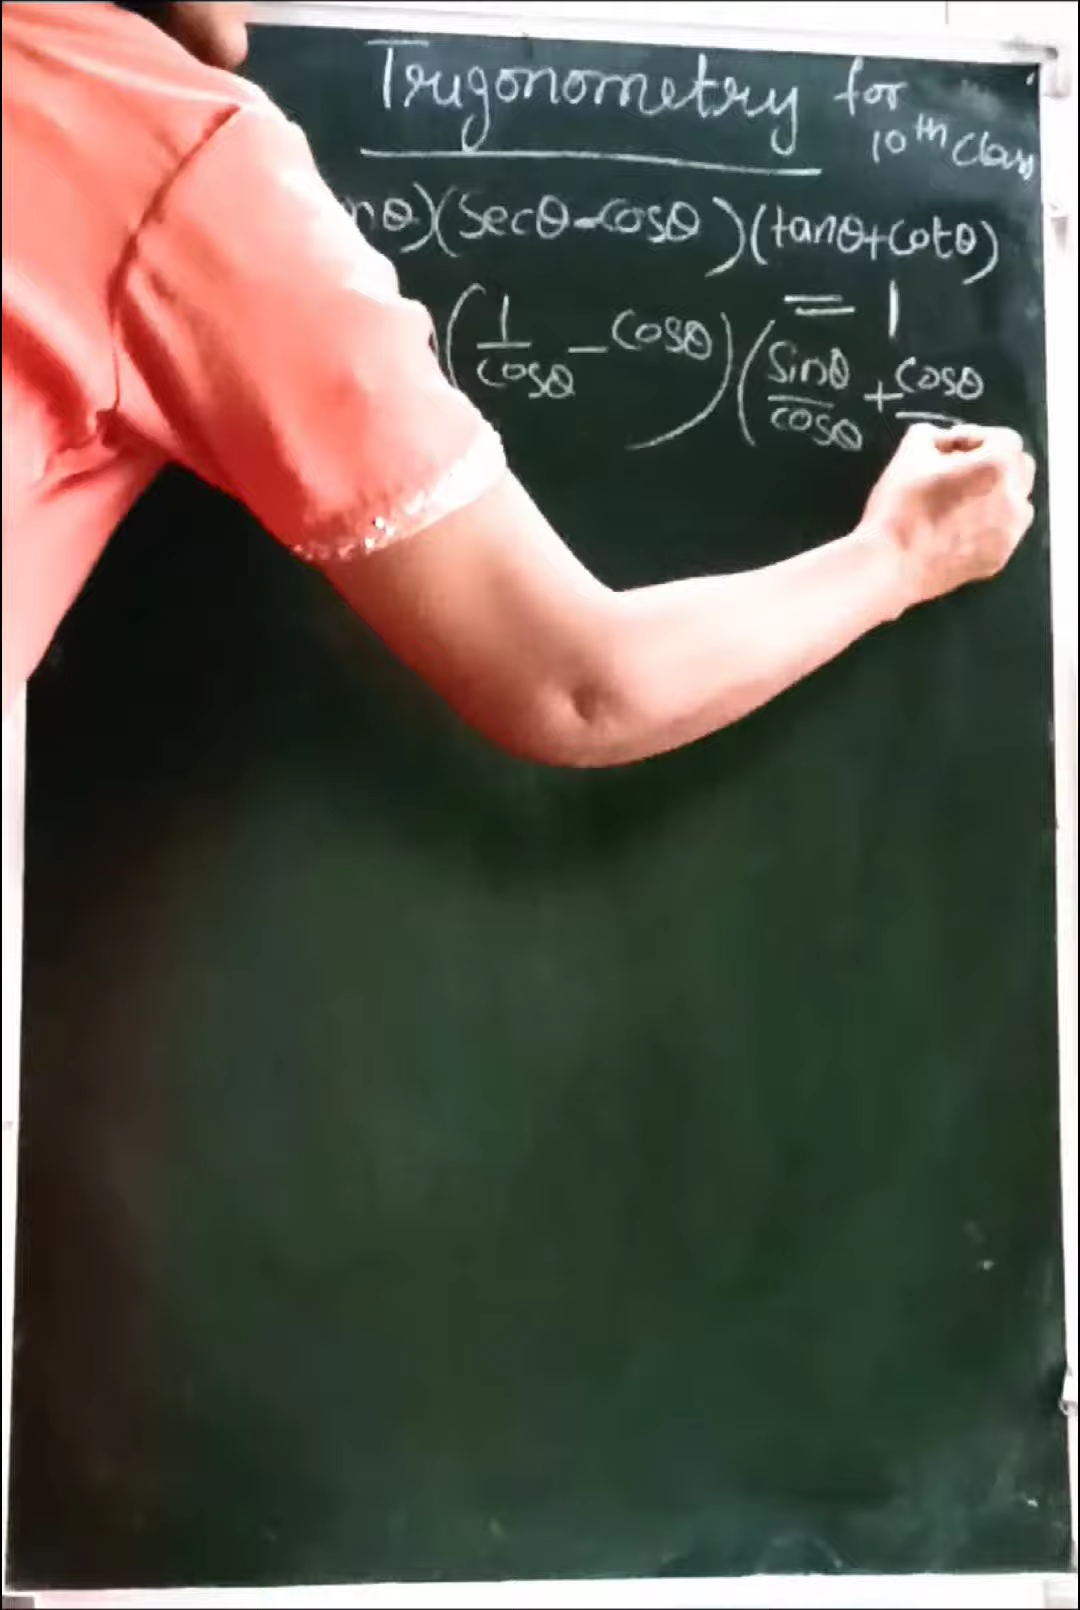 Trigonometry for
10th Class
nθ)(Secθ-cosθ)(tanθ+cotθ)
= 1
(1/cosθ - cosθ)(sinθ/cosθ + cosθ